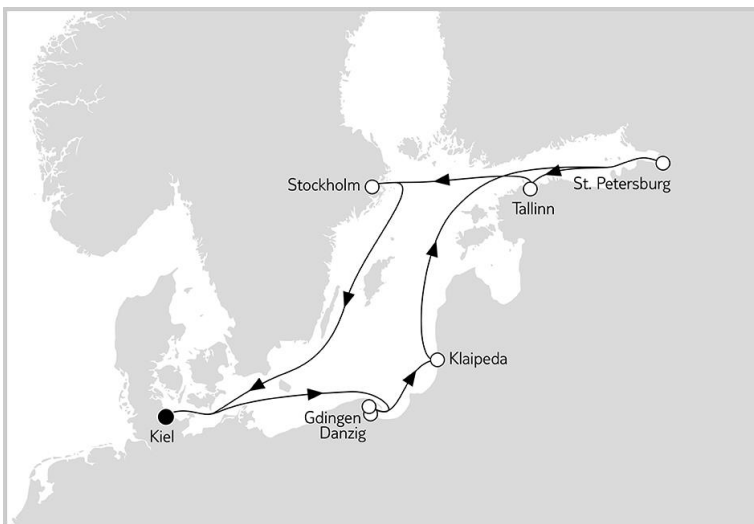 Stockholm
St. Petersburg
Tallinn
Klaipeda
Gdingen
Danzig
Kiel